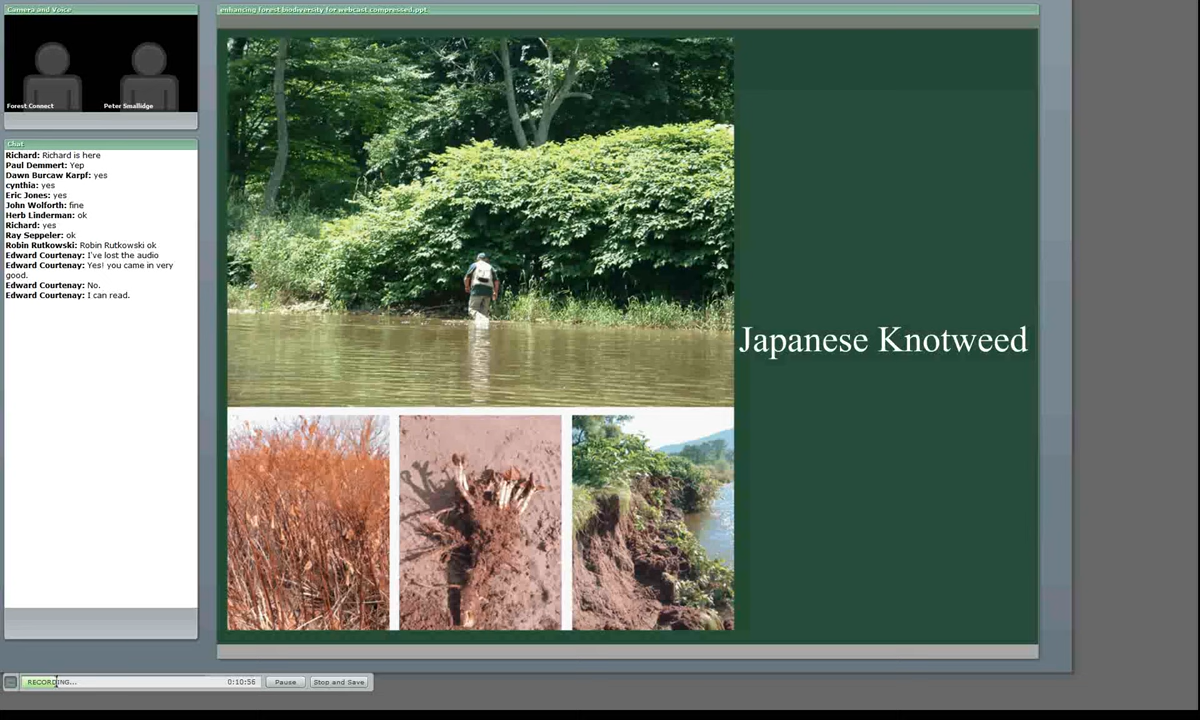 Camera and Voice
enhancing forest biodiversity for webcast compressed.ppt
Forest Connect
Peter Smallidge
Chat
Richard: Richard is here
Paul Demmert: Yep
Dawn Burcaw Karpf: yes
cynthia: yes
Eric Jones: yes
John Wolforth: fine
Herb Linderman: ok
Richard: yes
Ray Seppeler: ok
Robin Rutkowski: Robin Rutkowski ok
Edward Courtenay: I've lost the audio
Edward Courtenay: Yes! you came in very
good.
Edward Courtenay: No.
Edward Courtenay: I can read.
Japanese Knotweed
RECORDING...
0:10:56
Pause
Stop and Save